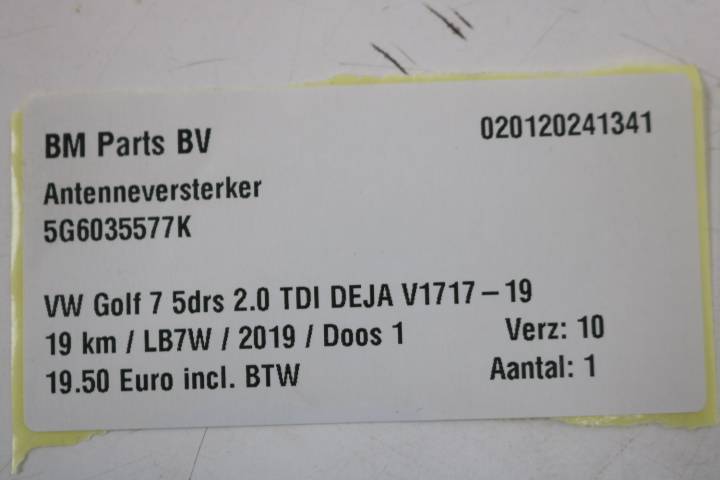 BM Parts BV 020120241341
Antenneversterker
5G6035577K
VW Golf 7 5drs 2.0 TDI DEJA V1717-19
19 km / LB7W / 2019 / Doos 1 Verz: 10
19.50 Euro incl. BTW Aantal: 1